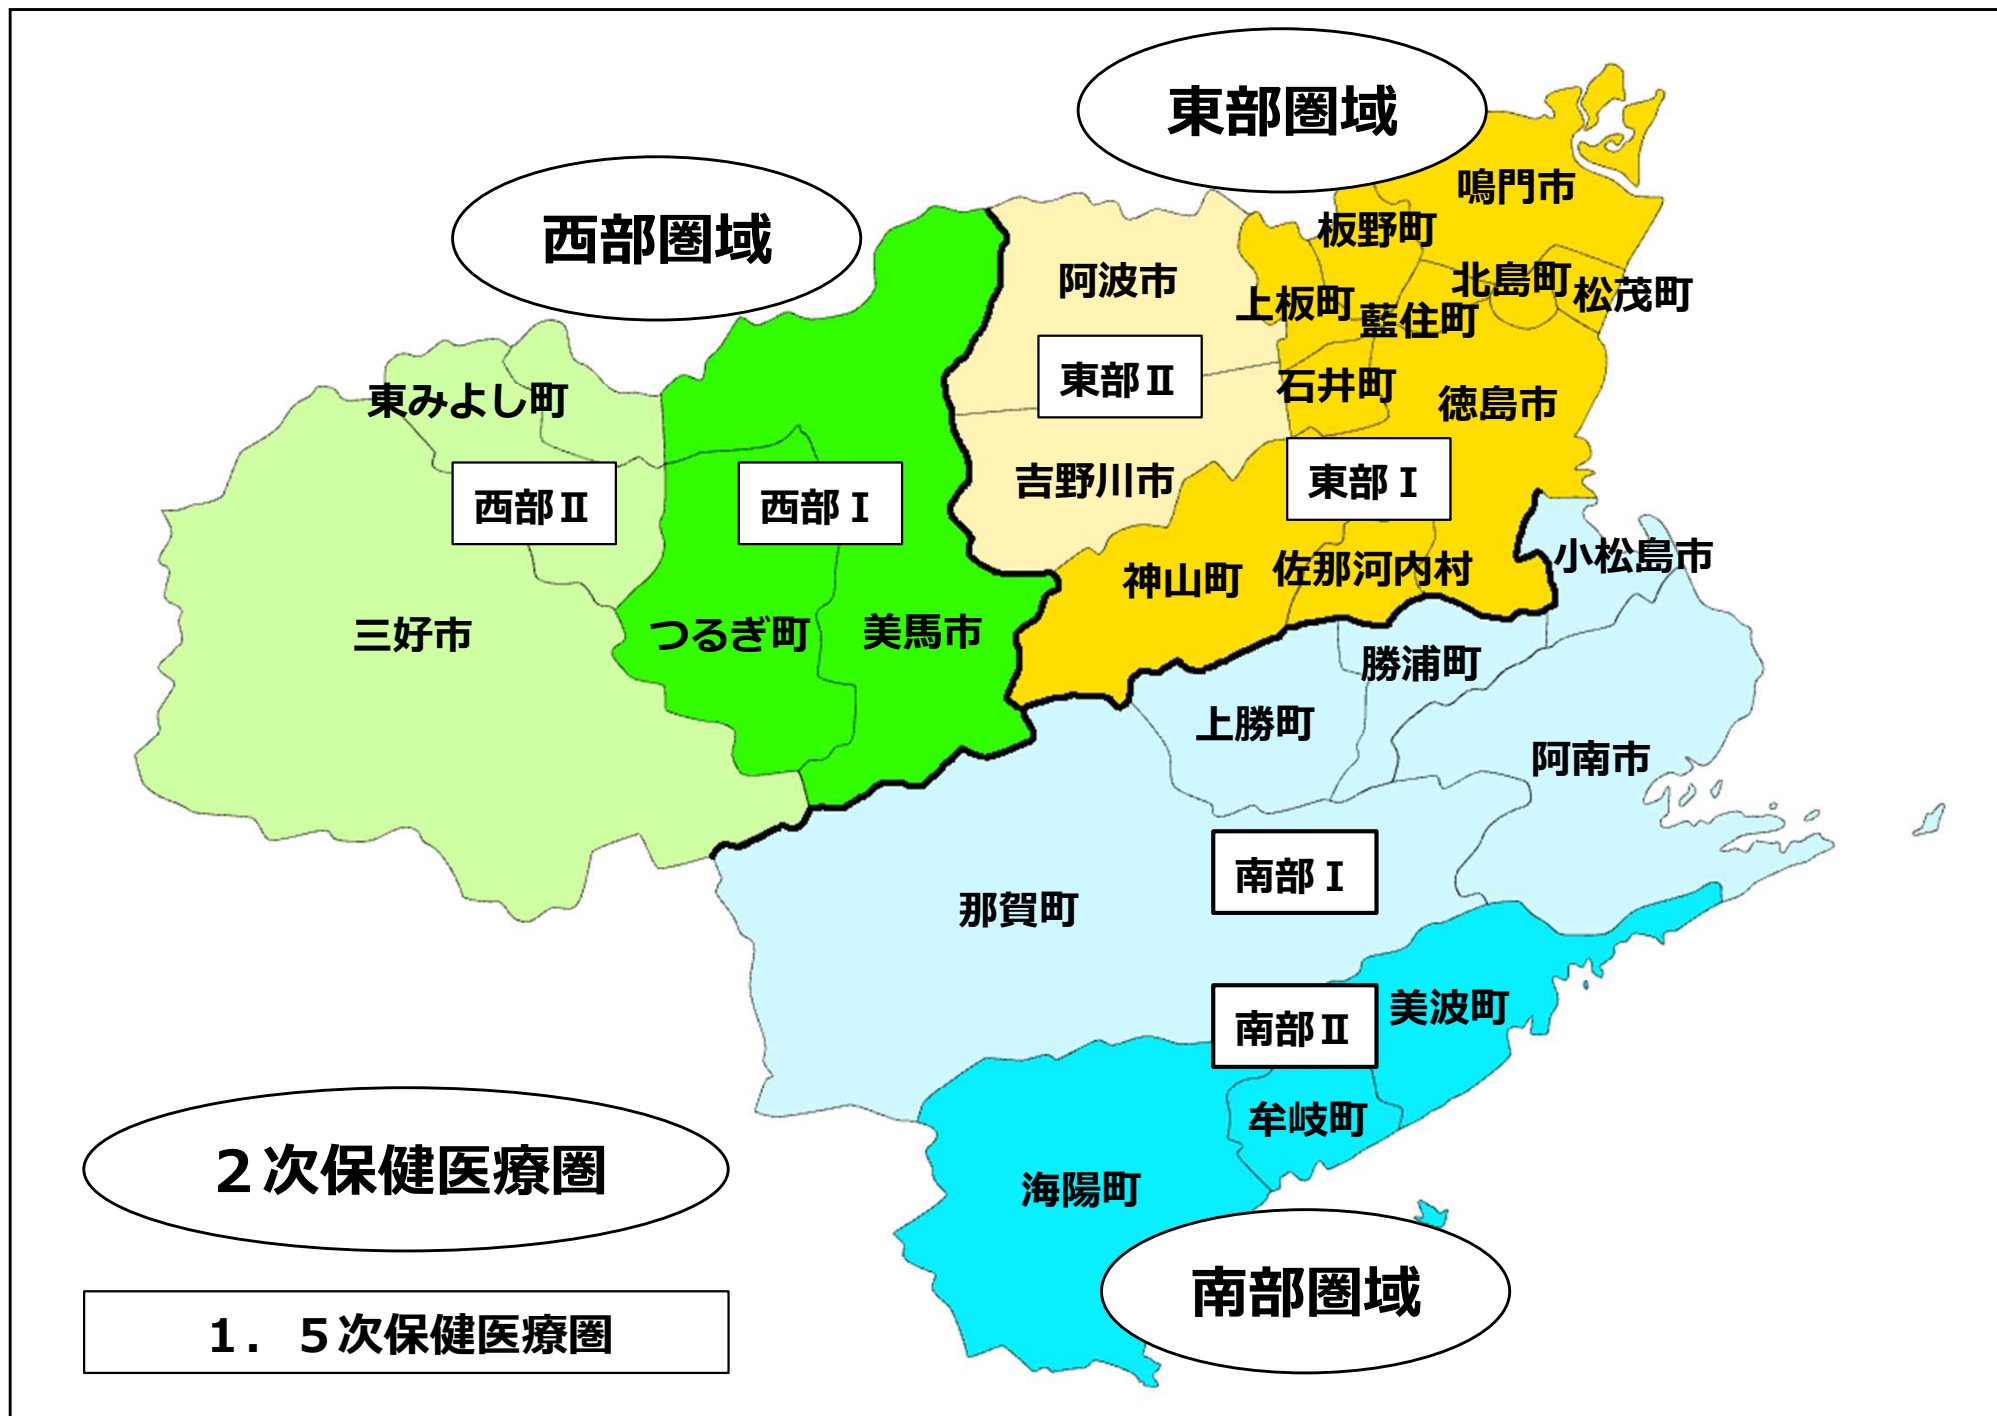 東部圏域
西部圏域
鳴門市
板野町
阿波市
上板町
北島町
松茂町
藍住町
東部Ⅱ
石井町
徳島市
東みよし町
吉野川市
東部Ⅰ
西部Ⅱ
西部Ⅰ
小松島市
神山町
佐那河内村
三好市
つるぎ町
美馬市
勝浦町
上勝町
阿南市
南部Ⅰ
那賀町
南部Ⅱ
美波町
牟岐町
海陽町
２次保健医療圏
南部圏域
１．５次保健医療圏